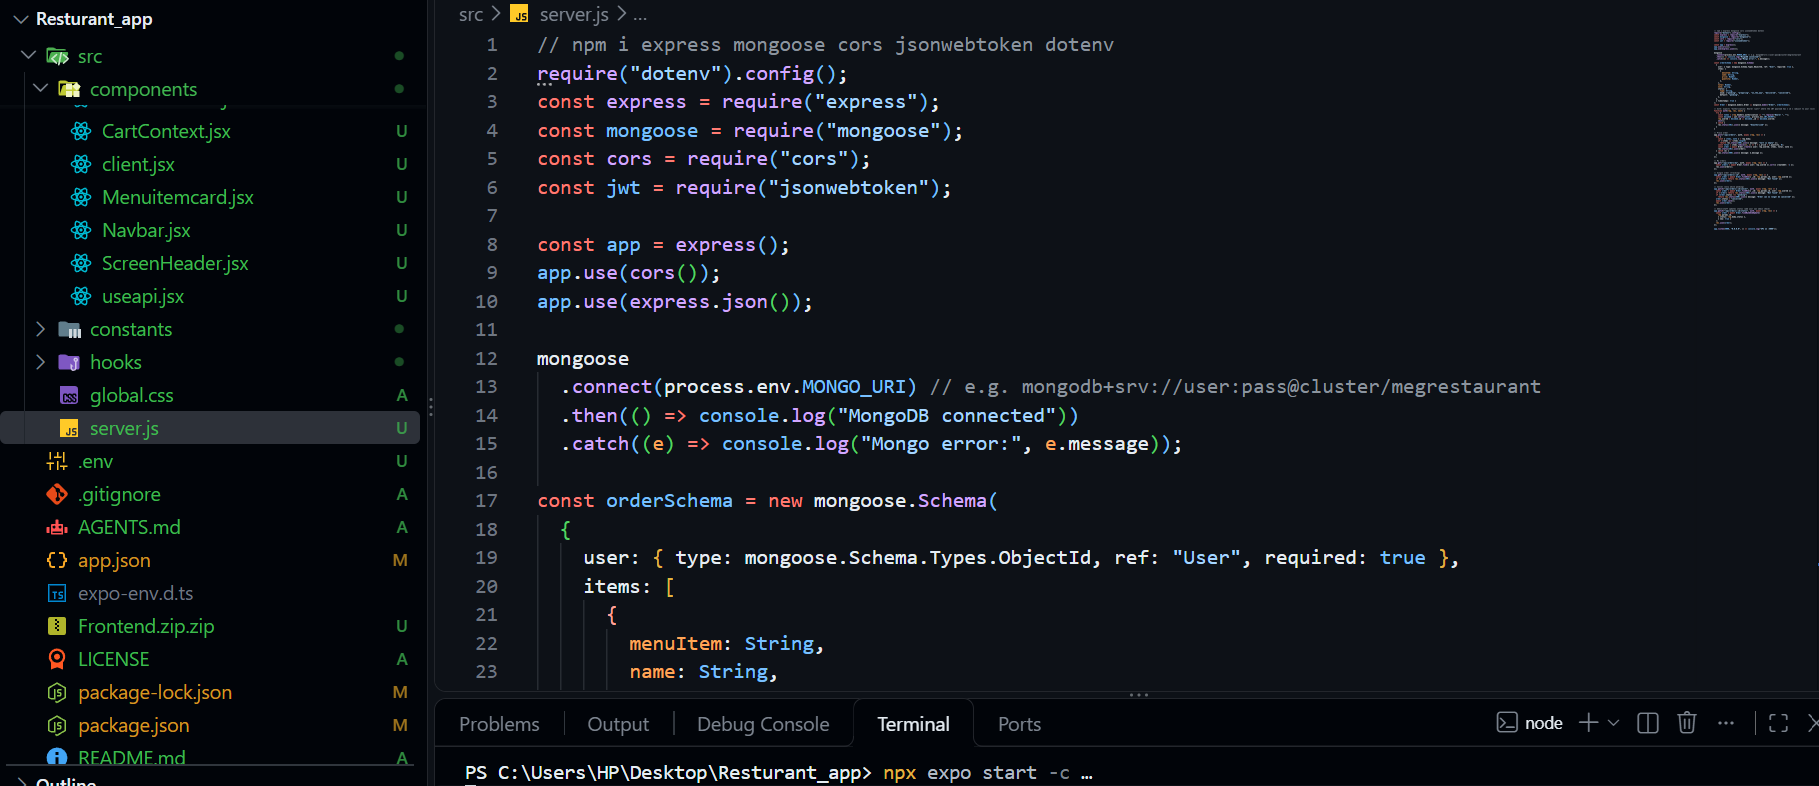 Resturant_app
src
components
CartContext.jsx U
client.jsx U
Menuitemcard.jsx U
Navbar.jsx U
ScreenHeader.jsx U
useapi.jsx U
constants
hooks
global.css A
server.js U
.env U
.gitignore A
AGENTS.md A
app.json M
expo-env.d.ts
Frontend.zip.zip U
LICENSE A
package-lock.json M
package.json M
README.md A
Outline
src > JS server.js > ...
1 // npm i express mongoose cors jsonwebtoken dotenv
2 require("dotenv").config();
3 const express = require("express");
4 const mongoose = require("mongoose");
5 const cors = require("cors");
6 const jwt = require("jsonwebtoken");
7
8 const app = express();
9 app.use(cors());
10 app.use(express.json());
11
12 mongoose
13 .connect(process.env.MONGO_URI) // e.g. mongodb+srv://user:pass@cluster/megrestaurant
14 .then(() => console.log("MongoDB connected"))
15 .catch((e) => console.log("Mongo error:", e.message));
16
17 const orderSchema = new mongoose.Schema(
18 {
19 user: { type: mongoose.Schema.Types.ObjectId, ref: "User", required: true },
20 items: [
21 {
22 menuItem: String,
23 name: String,
Problems Output Debug Console Terminal Ports
node
PS C:\Users\HP\Desktop\Resturant_app> npx expo start -c …